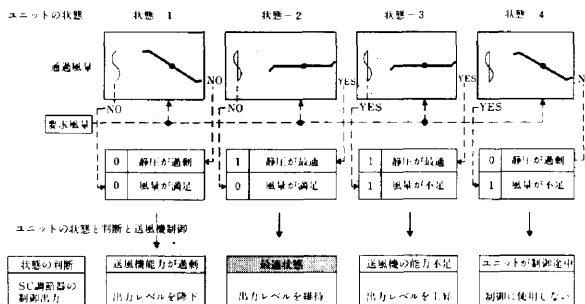 ユニットの状態
状態 1
状態－2
状態－3
状態 4
通過風量
NO
YES
YES
NO
NO
NO
YES
YES
要求風量
0 静圧が過剰
0 風量が満足
1 静圧が最適
0 風量が満足
1 静圧が最適
1 風量が不足
0 静圧が過剰
1 風量が不足
ユニットの状態と判断と送風機制御
状態の判断
送風機能力が過剰
最適状態
送風機の能力不足
ユニットが制御途中
SC調節器の
制御出力
出力レベルを降下
出力レベルを維持
出力レベルを上昇
制御に使用しない